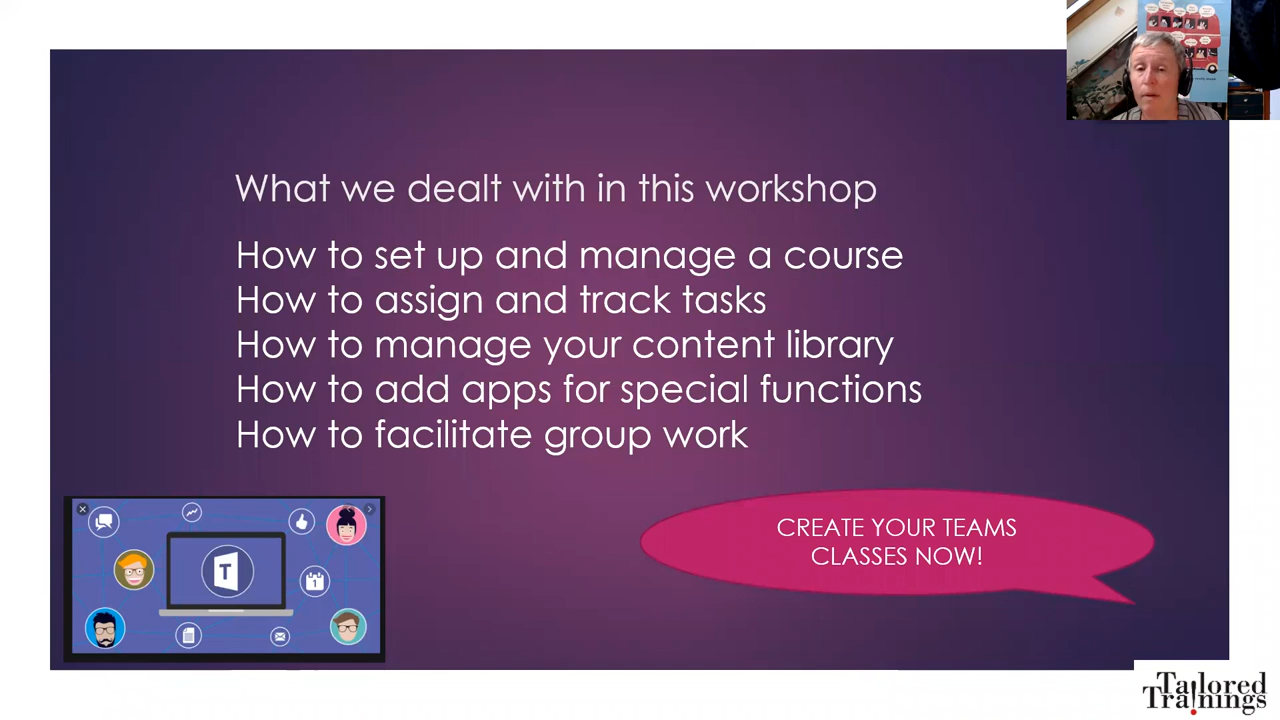 What we dealt with in this workshop
How to set up and manage a course
How to assign and track tasks
How to manage your content library
How to add apps for special functions
How to facilitate group work
T
1
CREATE YOUR TEAMS
CLASSES NOW!
Tailored
Trainings